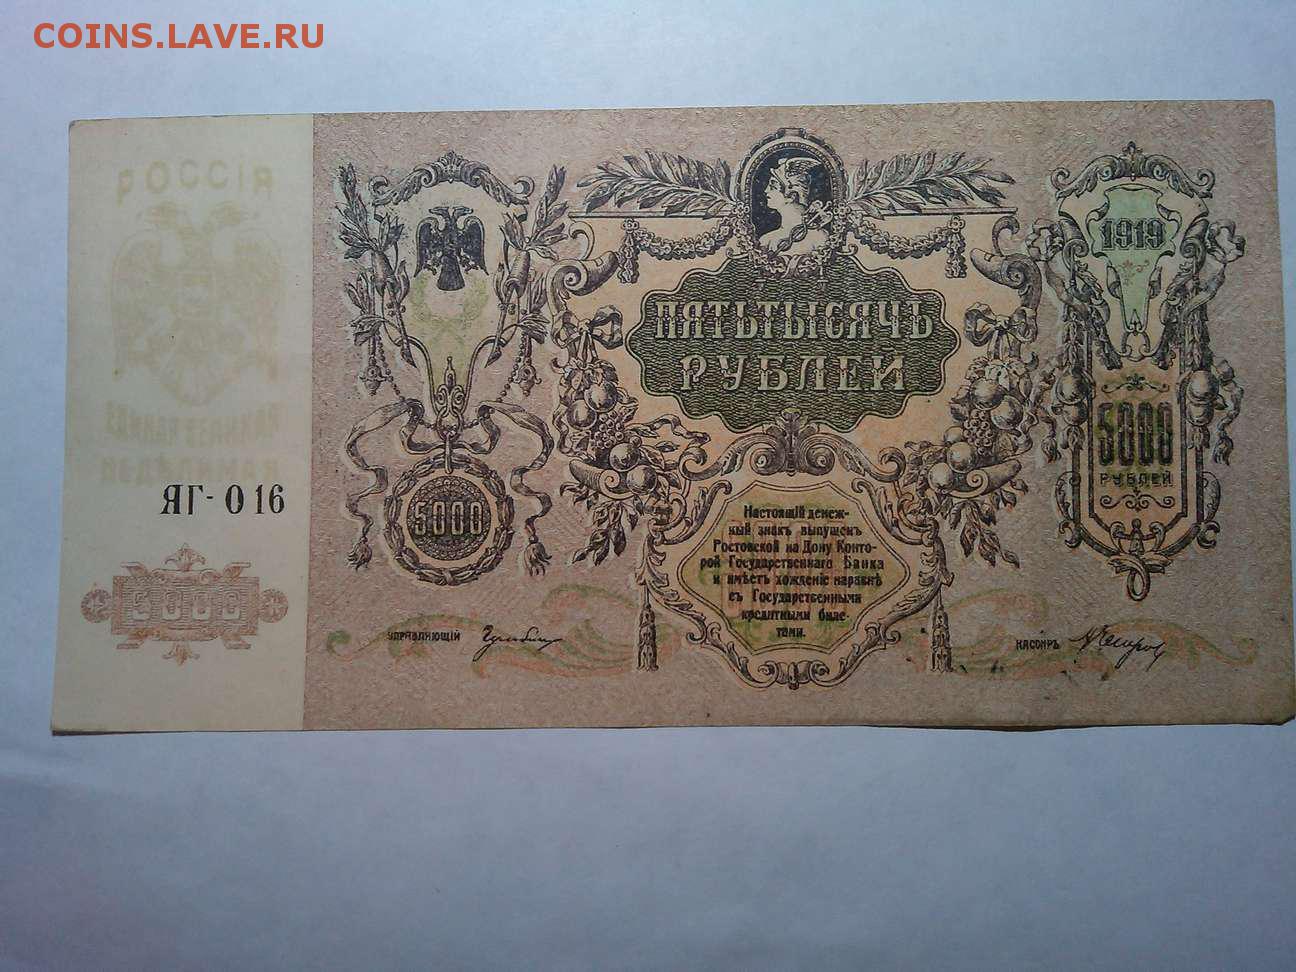 COINS.LAVE.RU
РОССІЯ
ЕДИНАЯ ВЕЛИКАЯ
НЕДѢЛИМАЯ
ЯГ-016
5000
5000
ПЯТЬТЫСЯЧЪ
РУБЛЕЙ
Настоящій денеж-
ный знакъ выпущенъ
Ростовской на Дону Конто-
рой Государственнаго Банка
и имѣетъ хожденіе наравнѣ
съ Государственными
кредитными биле-
тами.
УПРАВЛЯЮЩІЙ
КАССИРЪ
1919
5000
РУБЛЕЙ